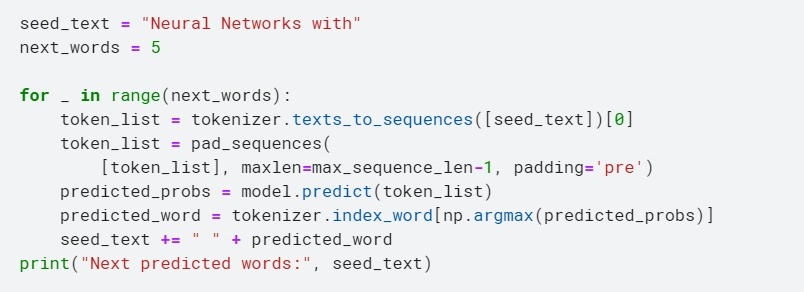 seed_text = "Neural Networks with"
next_words = 5

for _ in range(next_words):
    token_list = tokenizer.texts_to_sequences([seed_text])[0]
    token_list = pad_sequences(
        [token_list], maxlen=max_sequence_len-1, padding='pre')
    predicted_probs = model.predict(token_list)
    predicted_word = tokenizer.index_word[np.argmax(predicted_probs)]
    seed_text += " " + predicted_word
print("Next predicted words:", seed_text)